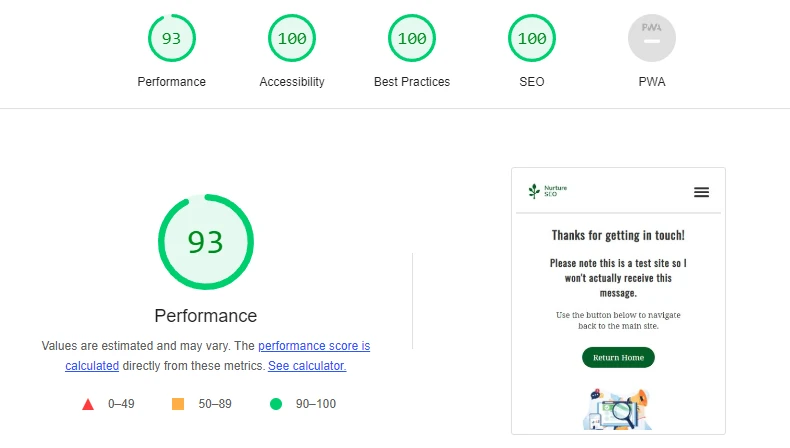 93
100
100
100
PWA
Performance
Accessibility
Best Practices
SEO
PWA
93
Performance
Values are estimated and may vary. The performance score is
calculated directly from these metrics. See calculator.
0–49
50–89
90–100
Nurture
SEO
Thanks for getting in touch!
Please note this is a test site so I
won't actually receive this
message.
Use the button below to navigate
back to the main site.
Return Home